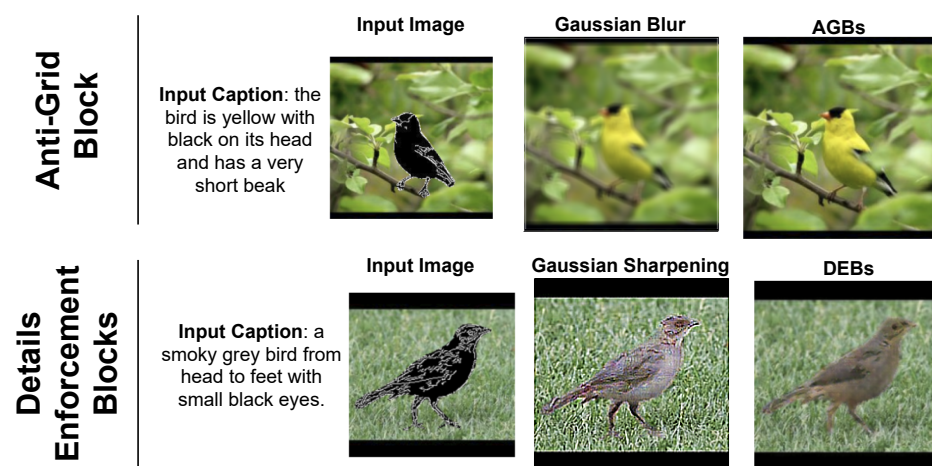 Anti-Grid
Block
Input Caption: the
bird is yellow with
black on its head
and has a very
short beak
Input Image
Gaussian Blur
AGBs
Details
Enforcement
Blocks
Input Caption: a
smoky grey bird from
head to feet with
small black eyes.
Input Image
Gaussian Sharpening
DEBs